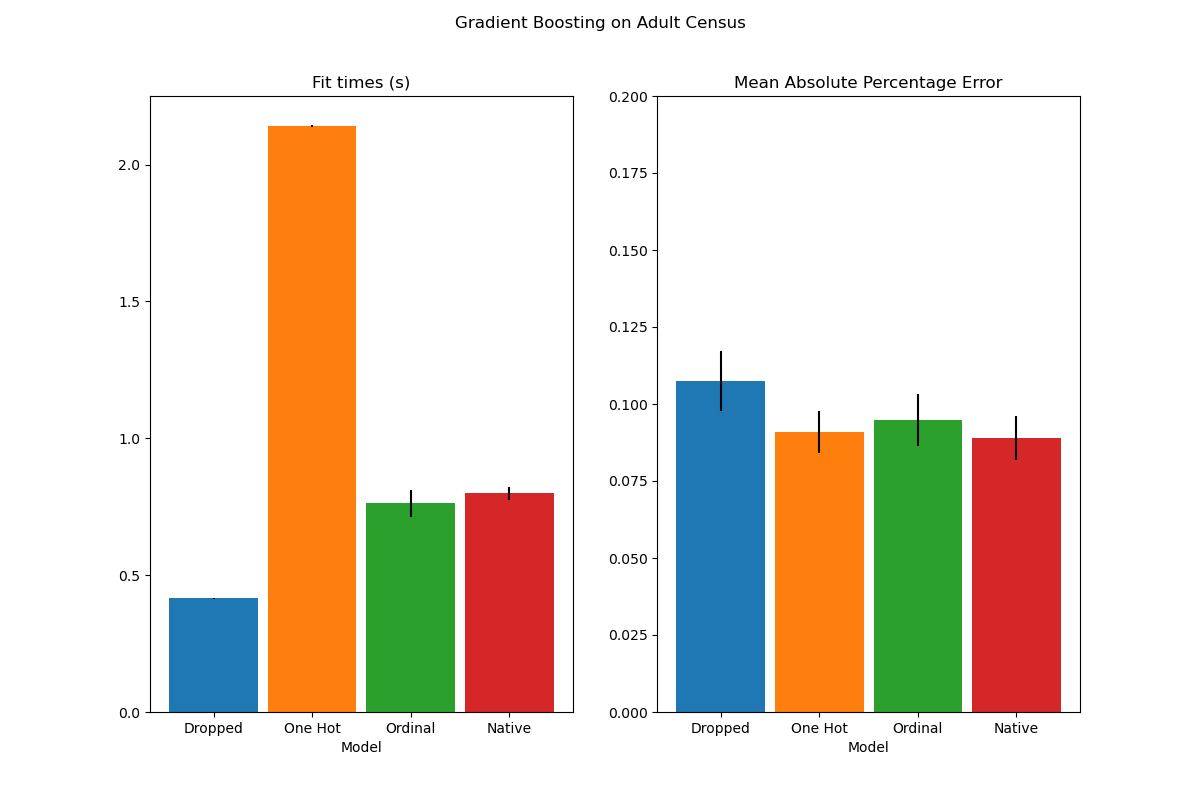 Gradient Boosting on Adult Census
Fit times (s)
2.0
1.5
1.0
0.5
0.0
Dropped One Hot Ordinal Native
Model
Mean Absolute Percentage Error
0.200
0.175
0.150
0.125
0.100
0.075
0.050
0.025
0.000
Dropped One Hot Ordinal Native
Model